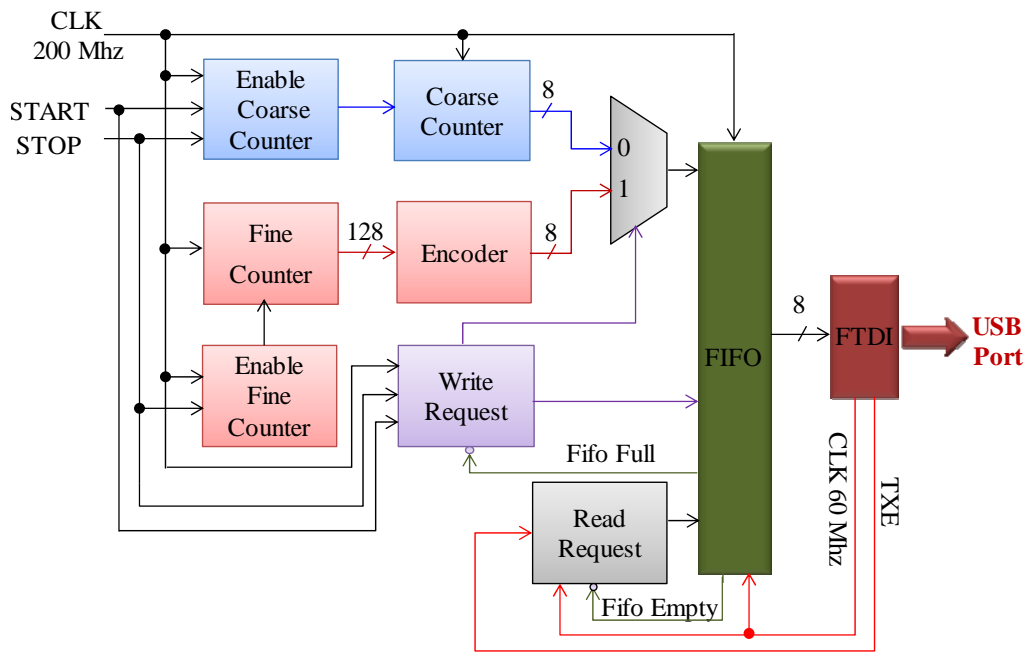 CLK
200 Mhz
START
STOP
Enable
Coarse
Counter
Coarse
Counter
8
0
1
Fine
Counter
128
Encoder
8
Enable
Fine
Counter
Write
Request
FIFO
8
FTDI
USB
Port
Fifo Full
Read
Request
Fifo Empty
CLK 60 Mhz
TXE